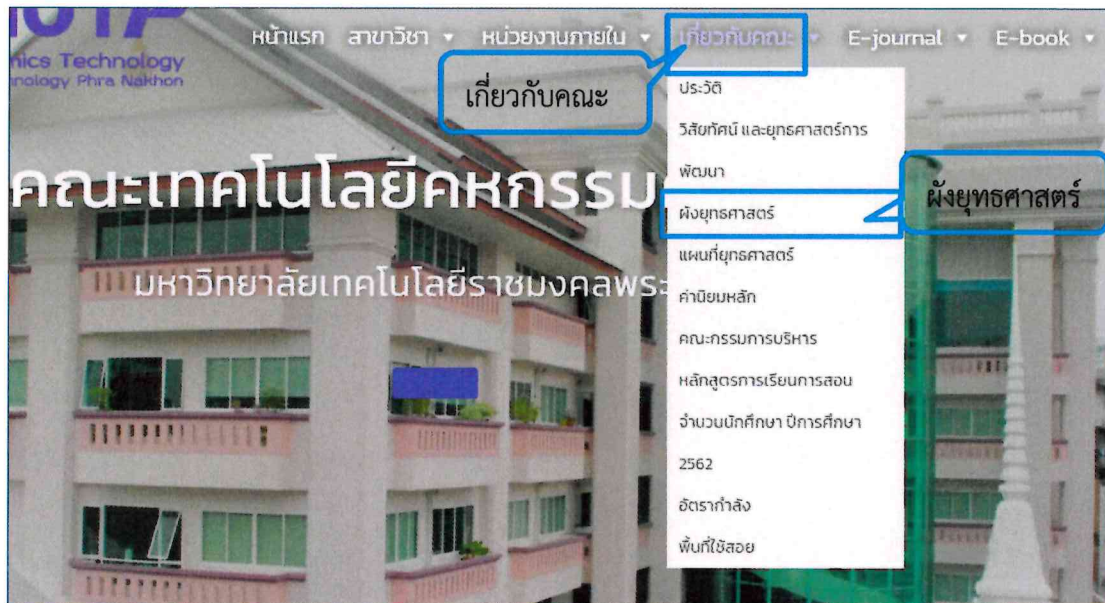 mics Technology
nology Phra Nakhon
หน้าแรก สาขาวิชา หน่วยงานภายใน เกี่ยวกับคณะ E-journal E-book
เกี่ยวกับคณะ
ประวัติ
วิสัยทัศน์ และยุทธศาสตร์การ
พัฒนา
ผังยุทธศาสตร์
ผังยุทธศาสตร์
แผนที่ยุทธศาสตร์
ค่านิยมหลัก
คณะกรรมการบริหาร
หลักสูตรการเรียนการสอน
จำนวนนักศึกษา ปีการศึกษา
2562
อัตรากำลัง
พื้นที่ใช้สอย
คณะเทคโนโลยีคหกรรม
มหาวิทยาลัยเทคโนโลยีราชมงคลพระ